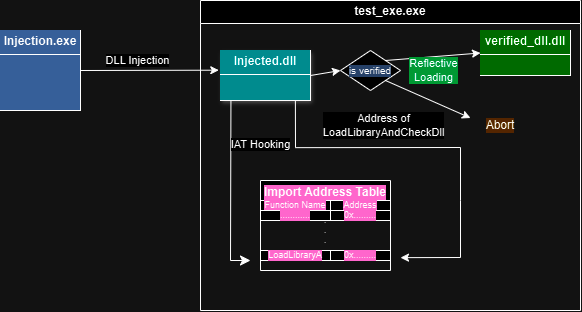 test_exe.exe
Injection.exe
DLL Injection
Injected.dll
is verified
Reflective
Loading
verified_dll.dll
Abort
Address of
LoadLibraryAndCheckDll
IAT Hooking
Import Address Table
Function Name Address
............ 0x........
.
.
.
LoadLibraryA 0x........